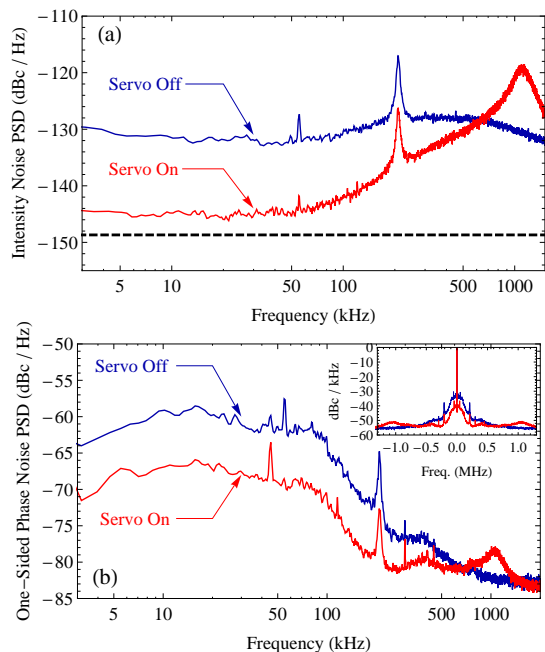 (a)
Intensity Noise PSD (dBc / Hz)
−110
−120
−130
−140
−150
Servo Off
Servo On
5 10 50 100 500 1000
Frequency (kHz)
(b)
One−Sided Phase Noise PSD (dBc / Hz)
−50
−55
−60
−65
−70
−75
−80
−85
Servo Off
Servo On
dBc / kHz
0
−10
−20
−30
−40
−50
−60
−1.0 −0.5 0.0 0.5 1.0
Freq. (MHz)
5 10 50 100 500 1000
Frequency (kHz)